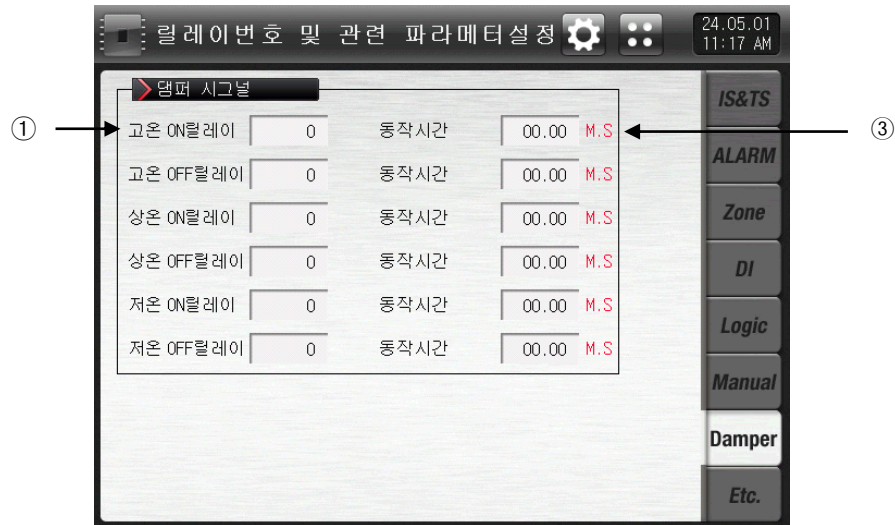 릴레이번호 및 관련 파라메터설정
24.05.01
11:17 AM
댐퍼 시그널
① 고온 ON릴레이 0 동작시간 00.00 M.S ③
고온 OFF릴레이 0 동작시간 00.00 M.S
상온 ON릴레이 0 동작시간 00.00 M.S
상온 OFF릴레이 0 동작시간 00.00 M.S
저온 ON릴레이 0 동작시간 00.00 M.S
저온 OFF릴레이 0 동작시간 00.00 M.S
IS&TS
ALARM
Zone
DI
Logic
Manual
Damper
Etc.